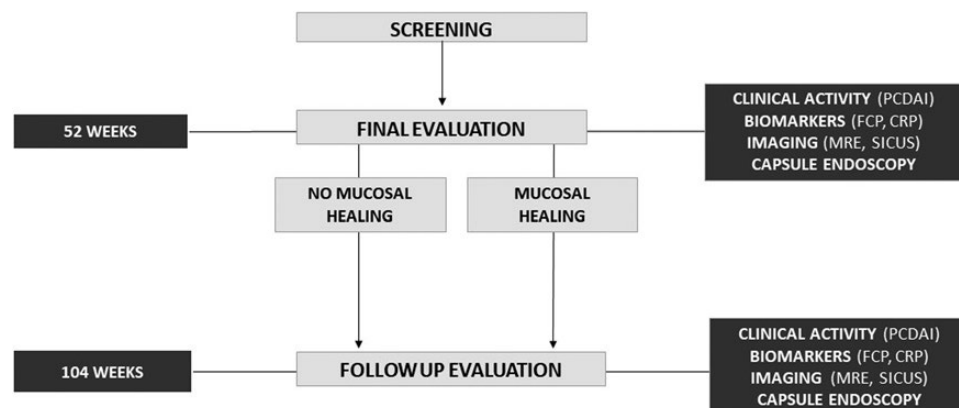 SCREENING
52 WEEKS
FINAL EVALUATION
CLINICAL ACTIVITY (PCDAI)
BIOMARKERS (FCP, CRP)
IMAGING (MRE, SICUS)
CAPSULE ENDOSCOPY
NO MUCOSAL
HEALING
MUCOSAL
HEALING
104 WEEKS
FOLLOW UP EVALUATION
CLINICAL ACTIVITY (PCDAI)
BIOMARKERS (FCP, CRP)
IMAGING (MRE, SICUS)
CAPSULE ENDOSCOPY